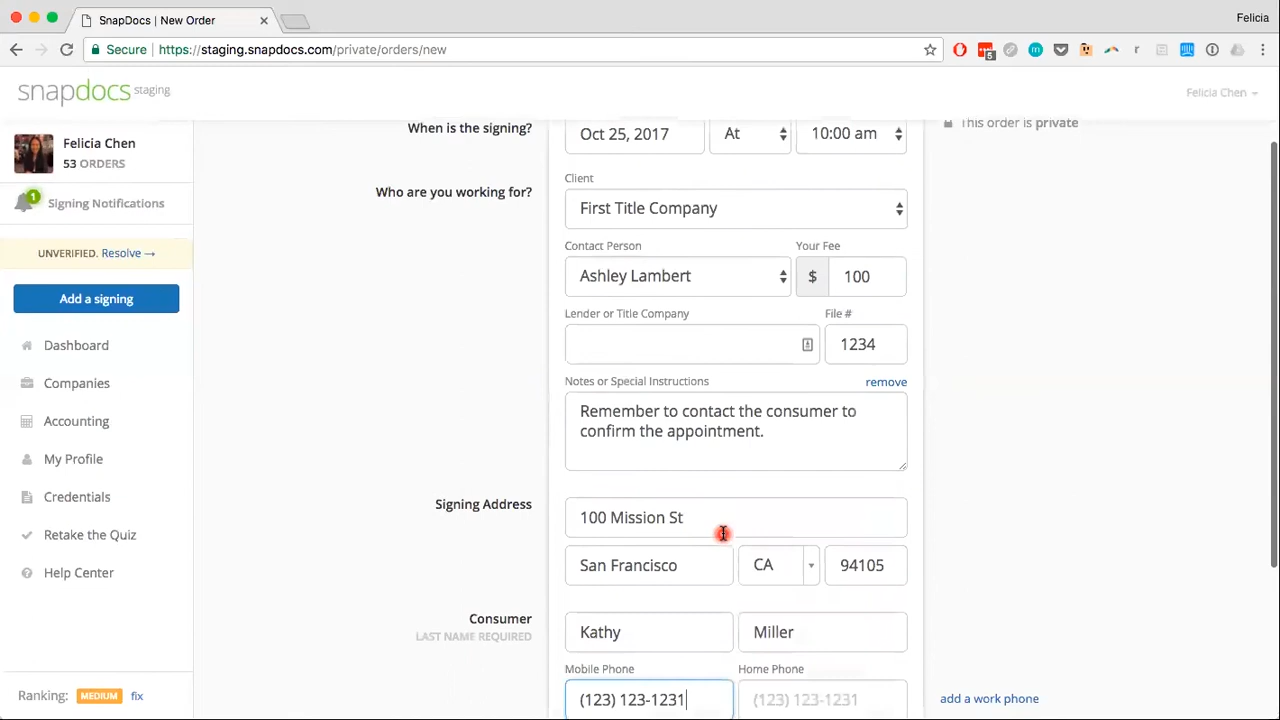 SnapDocs | New Order
Felicia
Secure https://staging.snapdocs.com/private/orders/new
5
snapdocs staging
Felicia Chen
Felicia Chen
53 ORDERS
1
Signing Notifications
UNVERIFIED. Resolve →
Add a signing
Dashboard
Companies
Accounting
My Profile
Credentials
Retake the Quiz
Help Center
Ranking: MEDIUM fix
When is the signing?
Oct 25, 2017 At 10:00 am
This order is private
Who are you working for?
Client
First Title Company
Contact Person Your Fee
Ashley Lambert $ 100
Lender or Title Company File #
1234
Notes or Special Instructions remove
Remember to contact the consumer to
confirm the appointment.
Signing Address
100 Mission St
San Francisco CA 94105
Consumer
LAST NAME REQUIRED
Kathy Miller
Mobile Phone Home Phone
(123) 123-1231 (123) 123-1231
add a work phone